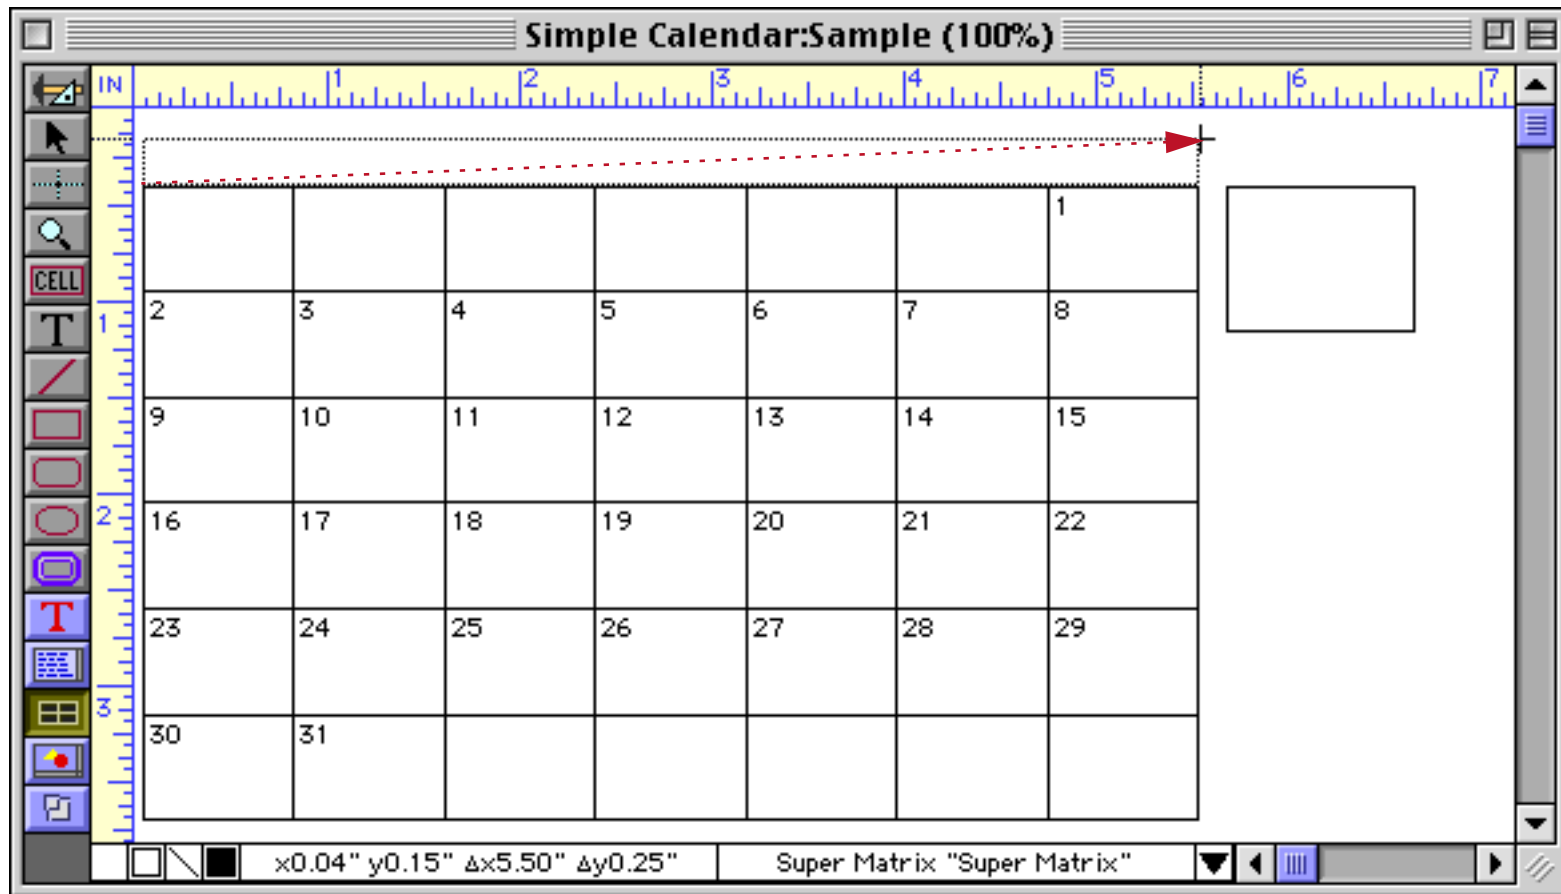 Simple Calendar:Sample (100%)
IN 1 2 3 4 5 6 7
CELL
T
1
2 3 4 5 6 7 8
1
9 10 11 12 13 14 15
2
16 17 18 19 20 21 22
T
23 24 25 26 27 28 29
3
30 31
x0.04" y0.15" Δx5.50" Δy0.25" Super Matrix "Super Matrix"